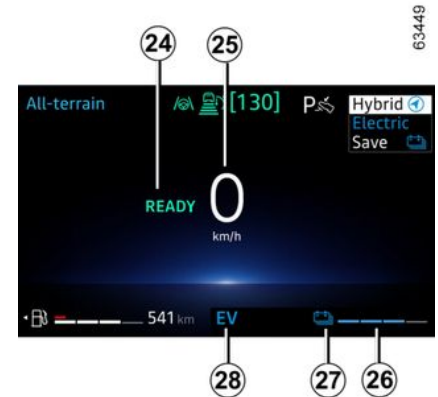 63449
24 25
All-terrain [130] P Hybrid
Electric
Save
READY 0
km/h
541 km EV
28 27 26